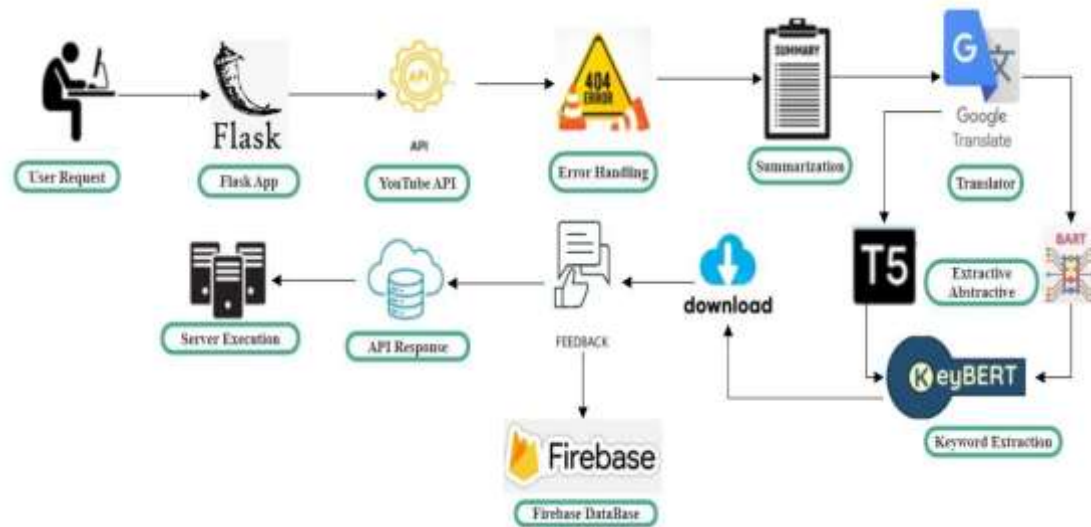 Flask
API
API
404
ERROR
SUMMARY
G 文
Google
Translate
User Request
Flask App
YouTube API
Error Handling
Summarization
Translator
T5
BART
Extractive
Abstractive
download
Server Execution
API Response
FEEDBACK
KeyBERT
Keyword Extraction
Firebase
Firebase DataBase